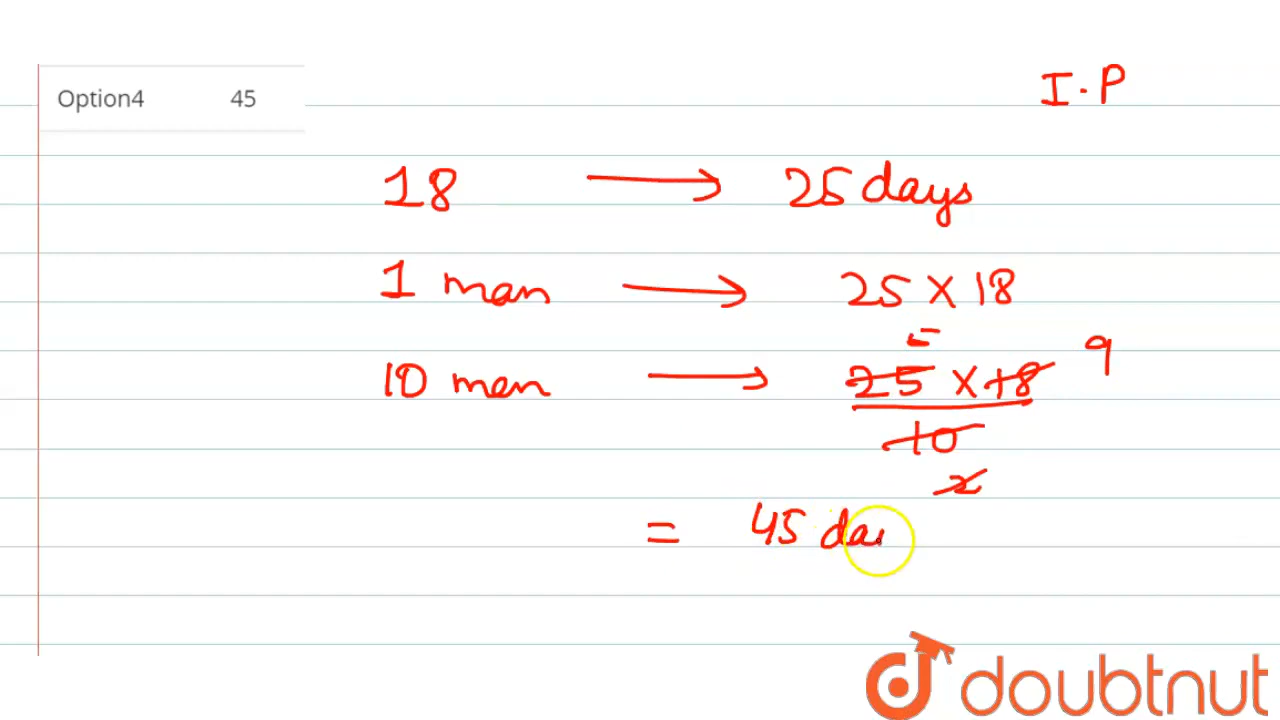 Option4 45
I.P
18 → 25 days
1 man → 25 X 18
5 9
10 men → 25 X 18
10
2
= 45 da
doubtnut